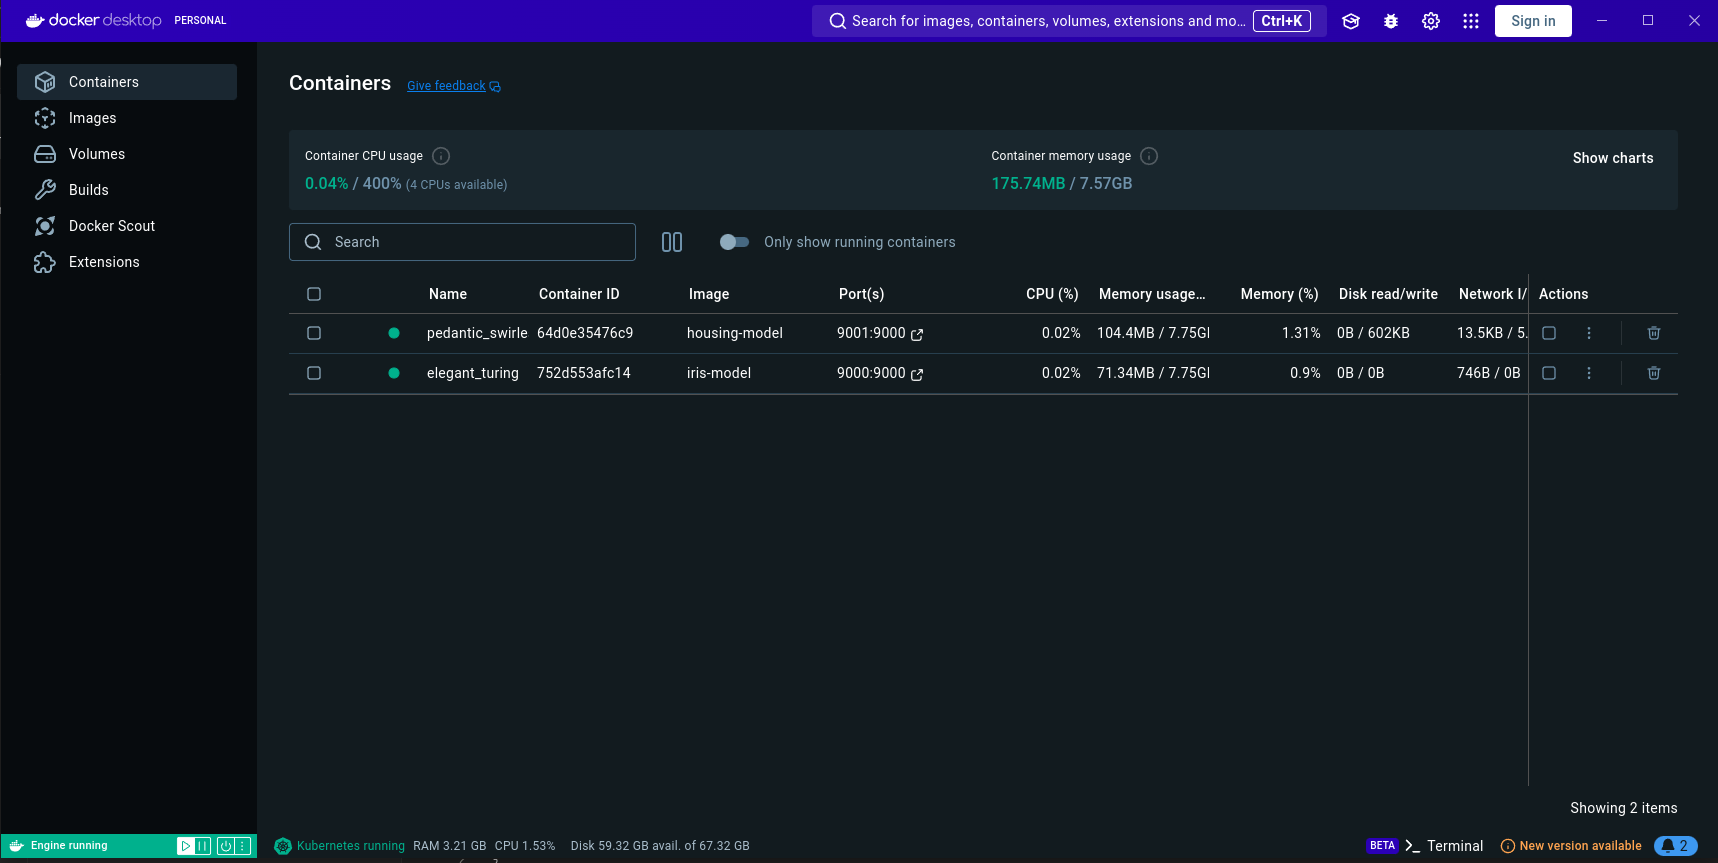 docker desktop PERSONAL
Search for images, containers, volumes, extensions and mo... Ctrl+K
Sign in
Containers
Images
Volumes
Builds
Docker Scout
Extensions
Containers Give feedback
Container CPU usage
0.04% / 400% (4 CPUs available)
Container memory usage
175.74MB / 7.57GB
Show charts
Search
Only show running containers
Name Container ID Image Port(s) CPU (%) Memory usage... Memory (%) Disk read/write Network I/ Actions
pedantic_swirle 64d0e35476c9 housing-model 9001:9000 0.02% 104.4MB / 7.75G 1.31% 0B / 602KB 13.5KB / 5.
elegant_turing 752d553afc14 iris-model 9000:9000 0.02% 71.34MB / 7.75G 0.9% 0B / 0B 746B / 0B
Showing 2 items
Engine running
Kubernetes running RAM 3.21 GB CPU 1.53% Disk 59.32 GB avail. of 67.32 GB
BETA >_ Terminal New version available 2